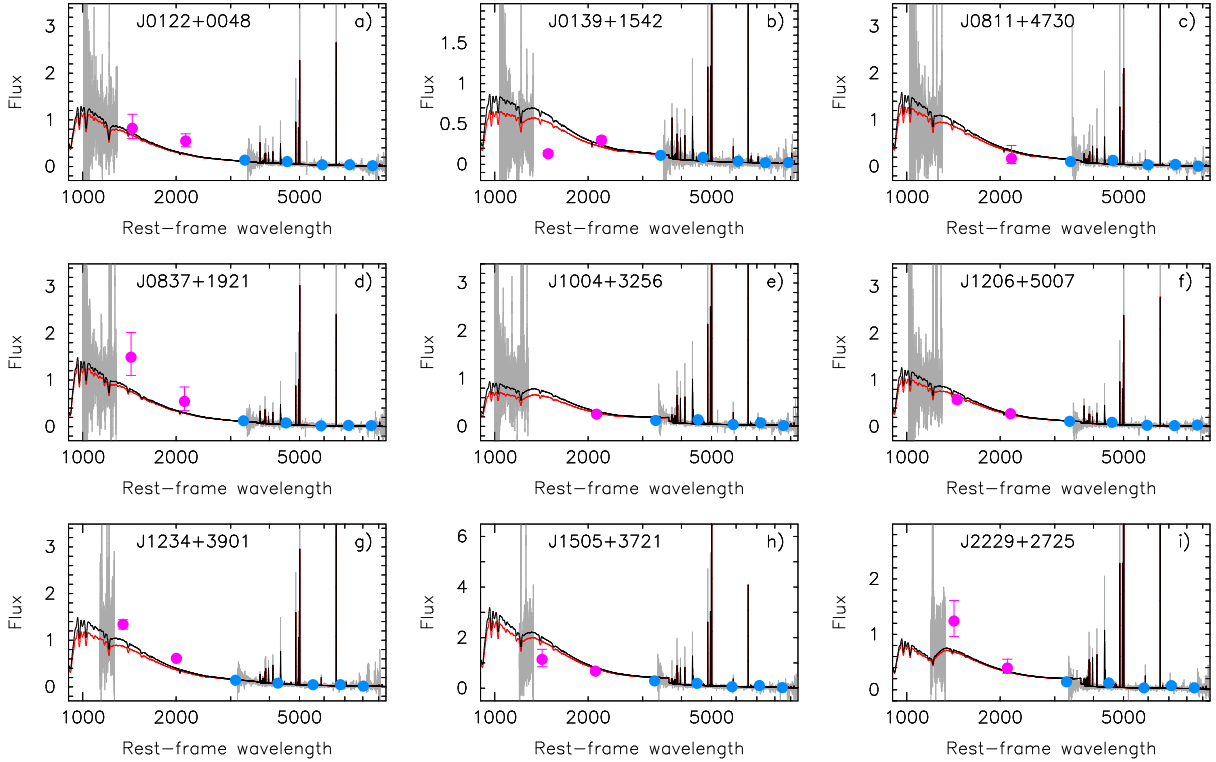 J0122+0048 a)
3
2
1
0
Flux
1000 2000 5000
Rest-frame wavelength
J0139+1542 b)
1.5
1
0.5
0
Flux
1000 2000 5000
Rest-frame wavelength
J0811+4730 c)
3
2
1
0
Flux
1000 2000 5000
Rest-frame wavelength
J0837+1921 d)
3
2
1
0
Flux
1000 2000 5000
Rest-frame wavelength
J1004+3256 e)
3
2
1
0
Flux
1000 2000 5000
Rest-frame wavelength
J1206+5007 f)
3
2
1
0
Flux
1000 2000 5000
Rest-frame wavelength
J1234+3901 g)
3
2
1
0
Flux
1000 2000 5000
Rest-frame wavelength
J1505+3721 h)
6
4
2
0
Flux
1000 2000 5000
Rest-frame wavelength
J2229+2725 i)
2
1
0
Flux
1000 2000 5000
Rest-frame wavelength